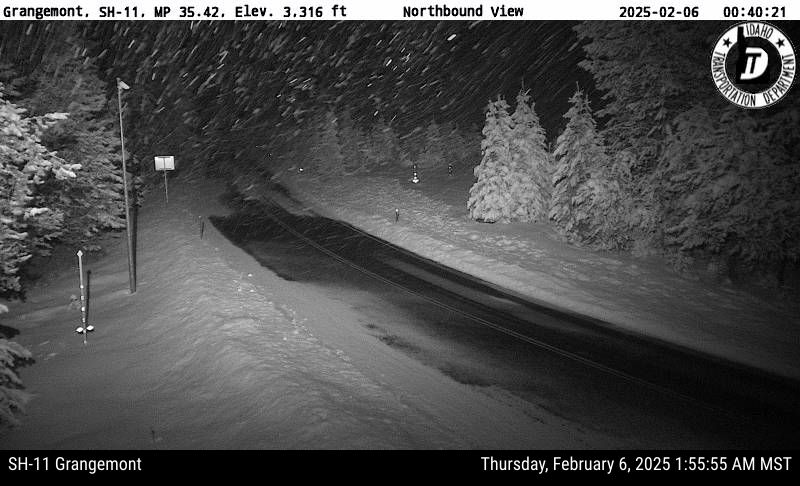 Grangemont, SH-11, MP 35.42, Elev. 3,316 ft Northbound View 2025-02-06 00:40:21
IDAHO
TRANSPORTATION DEPARTMENT
SH-11 Grangemont Thursday, February 6, 2025 1:55:55 AM MST